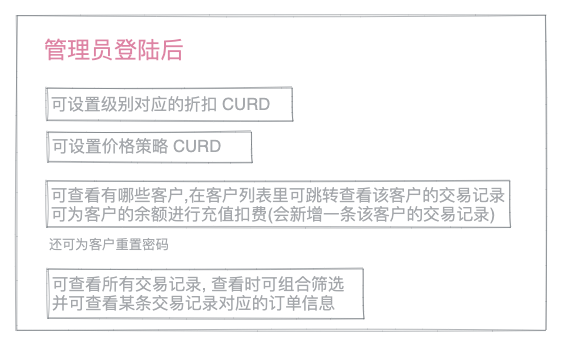 管理员登陆后
可设置级别对应的折扣 CURD
可设置价格策略 CURD
可查看有哪些客户,在客户列表里可跳转查看该客户的交易记录
可为客户的余额进行充值扣费(会新增一条该客户的交易记录)
还可为客户重置密码
可查看所有交易记录, 查看时可组合筛选
并可查看某条交易记录对应的订单信息